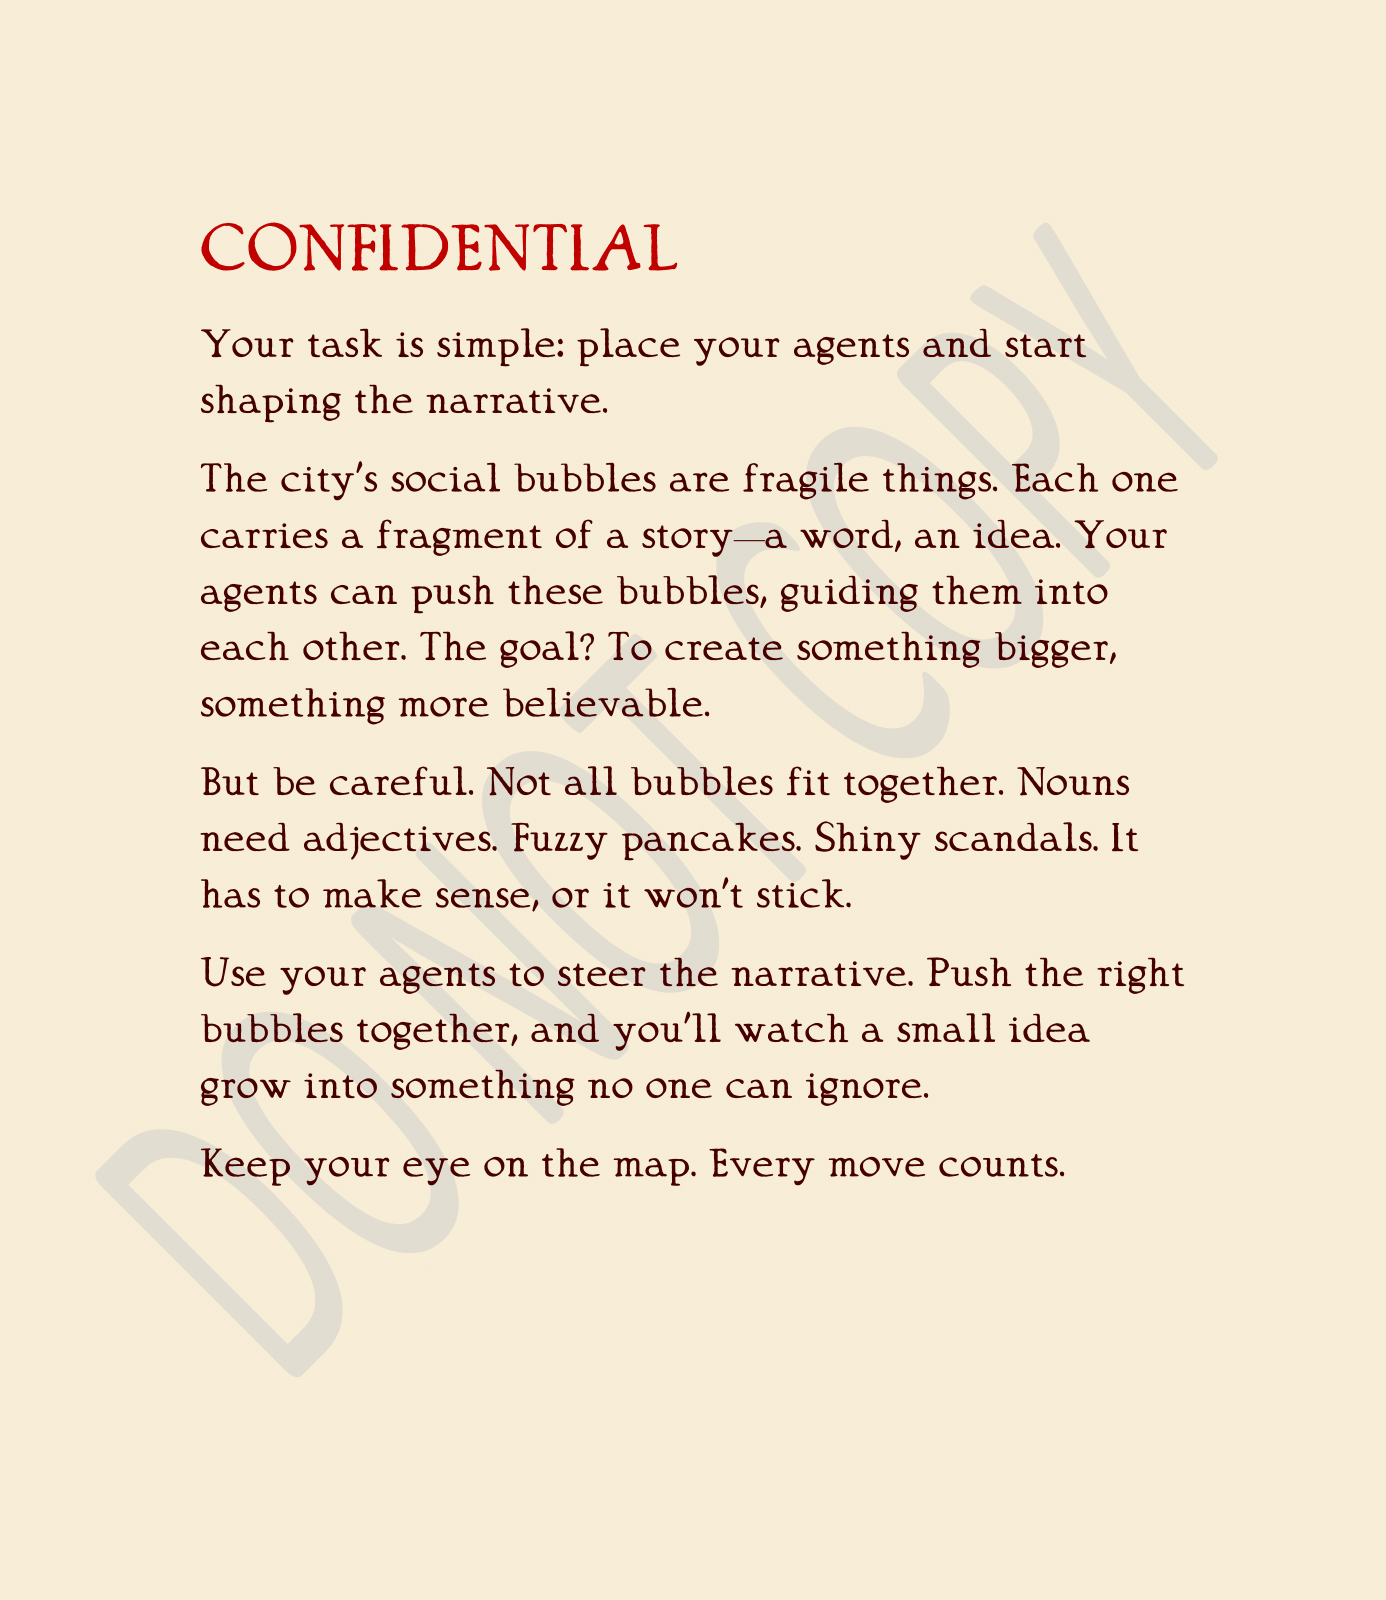 CONFIDENTIAL
Your task is simple: place your agents and start
shaping the narrative.
The city's social bubbles are fragile things. Each one
carries a fragment of a story—a word, an idea. Your
agents can push these bubbles, guiding them into
each other. The goal? To create something bigger,
something more believable.
But be careful. Not all bubbles fit together. Nouns
need adjectives. Fuzzy pancakes. Shiny scandals. It
has to make sense, or it won't stick.
Use your agents to steer the narrative. Push the right
bubbles together, and you'll watch a small idea
grow into something no one can ignore.
Keep your eye on the map. Every move counts.
DO NOT COPY